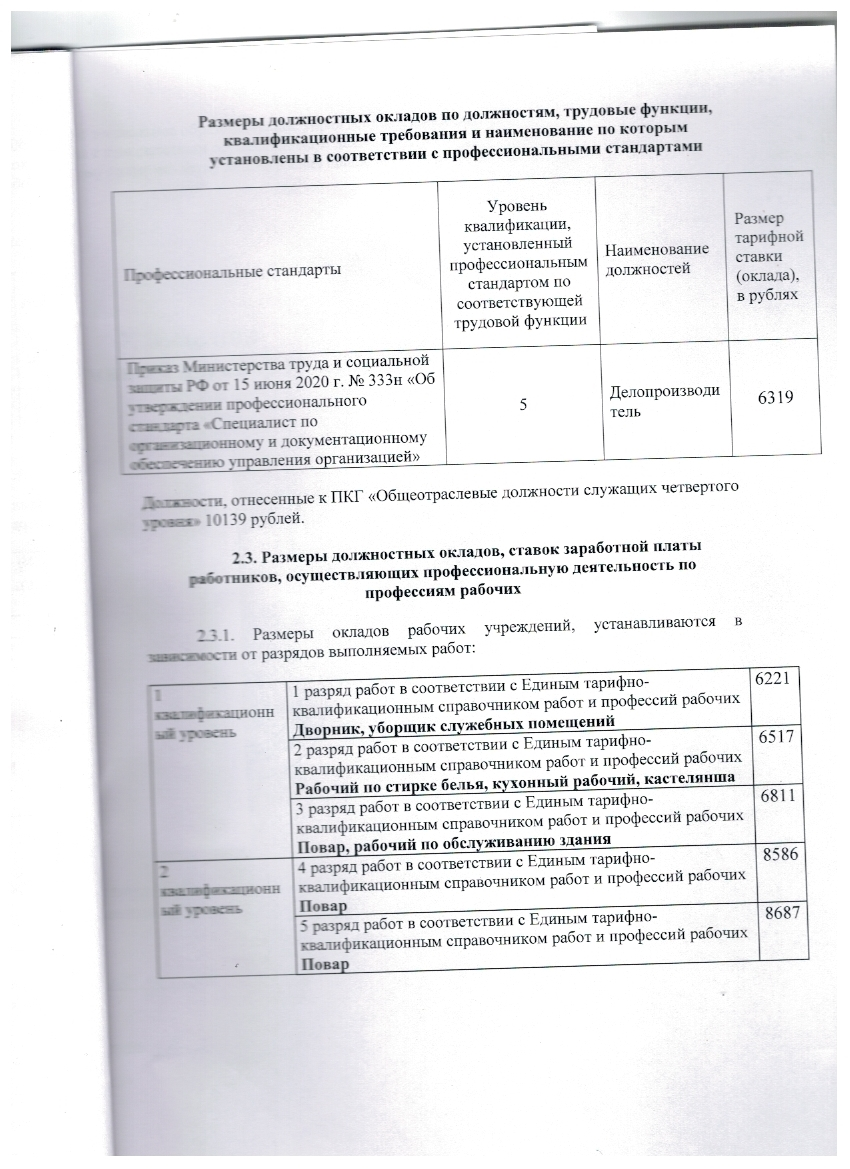 Размеры должностных окладов по должностям, трудовые функции,
квалификационные требования и наименование по которым
установлены в соответствии с профессиональными стандартами
Профессиональные стандарты
Уровень
квалификации,
установленный
профессиональным
стандартом по
соответствующей
трудовой функции
Наименование
должностей
Размер
тарифной
ставки
(оклада),
в рублях
Приказ Министерства труда и социальной
защиты РФ от 15 июня 2020 г. № 333н «Об
утверждении профессионального
стандарта «Специалист по
организационному и документационному
обеспечению управления организацией»
5
Делопроизводи
тель
6319
Должности, отнесенные к ПКГ «Общеотраслевые должности служащих четвертого
уровня» 10139 рублей.
2.3. Размеры должностных окладов, ставок заработной платы
работников, осуществляющих профессиональную деятельность по
профессиям рабочих
2.3.1. Размеры окладов рабочих учреждений, устанавливаются в
зависимости от разрядов выполняемых работ:
1
квалификационн
ый уровень
1 разряд работ в соответствии с Единым тарифно-
квалификационным справочником работ и профессий рабочих
Дворник, уборщик служебных помещений
6221
2 разряд работ в соответствии с Единым тарифно-
квалификационным справочником работ и профессий рабочих
Рабочий по стирке белья, кухонный рабочий, кастелянша
6517
3 разряд работ в соответствии с Единым тарифно-
квалификационным справочником работ и профессий рабочих
Повар, рабочий по обслуживанию здания
6811
2
квалификационн
ый уровень
4 разряд работ в соответствии с Единым тарифно-
квалификационным справочником работ и профессий рабочих
Повар
8586
5 разряд работ в соответствии с Единым тарифно-
квалификационным справочником работ и профессий рабочих
Повар
8687